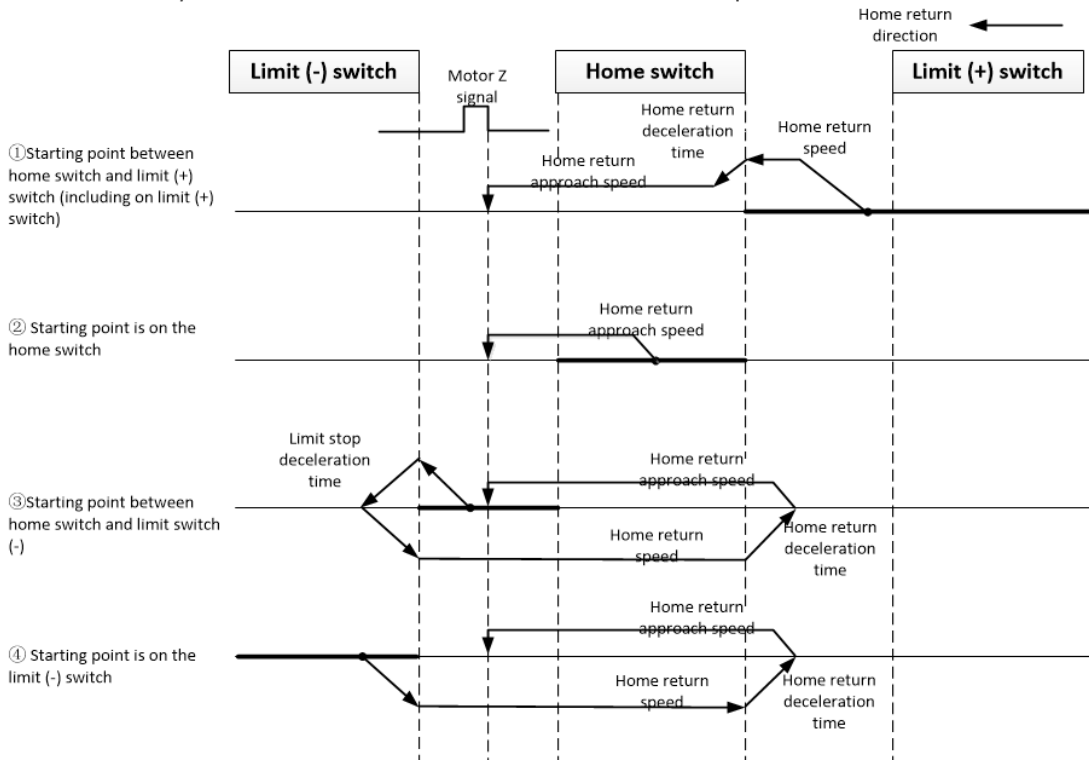 Home return
direction
Limit (-) switch
Home switch
Limit (+) switch
Motor Z
signal
Home return
deceleration
time
Home return
speed
①Starting point between
home switch and limit (+)
switch (including on limit (+)
switch)
Home return
approach speed
② Starting point is on the
home switch
Home return
approach speed
Limit stop
deceleration
time
Home return
approach speed
③Starting point between
home switch and limit switch
(-)
Home return
speed
Home return
deceleration
time
Home return
approach speed
④ Starting point is on the
limit (-) switch
Home return
speed
Home return
deceleration
time